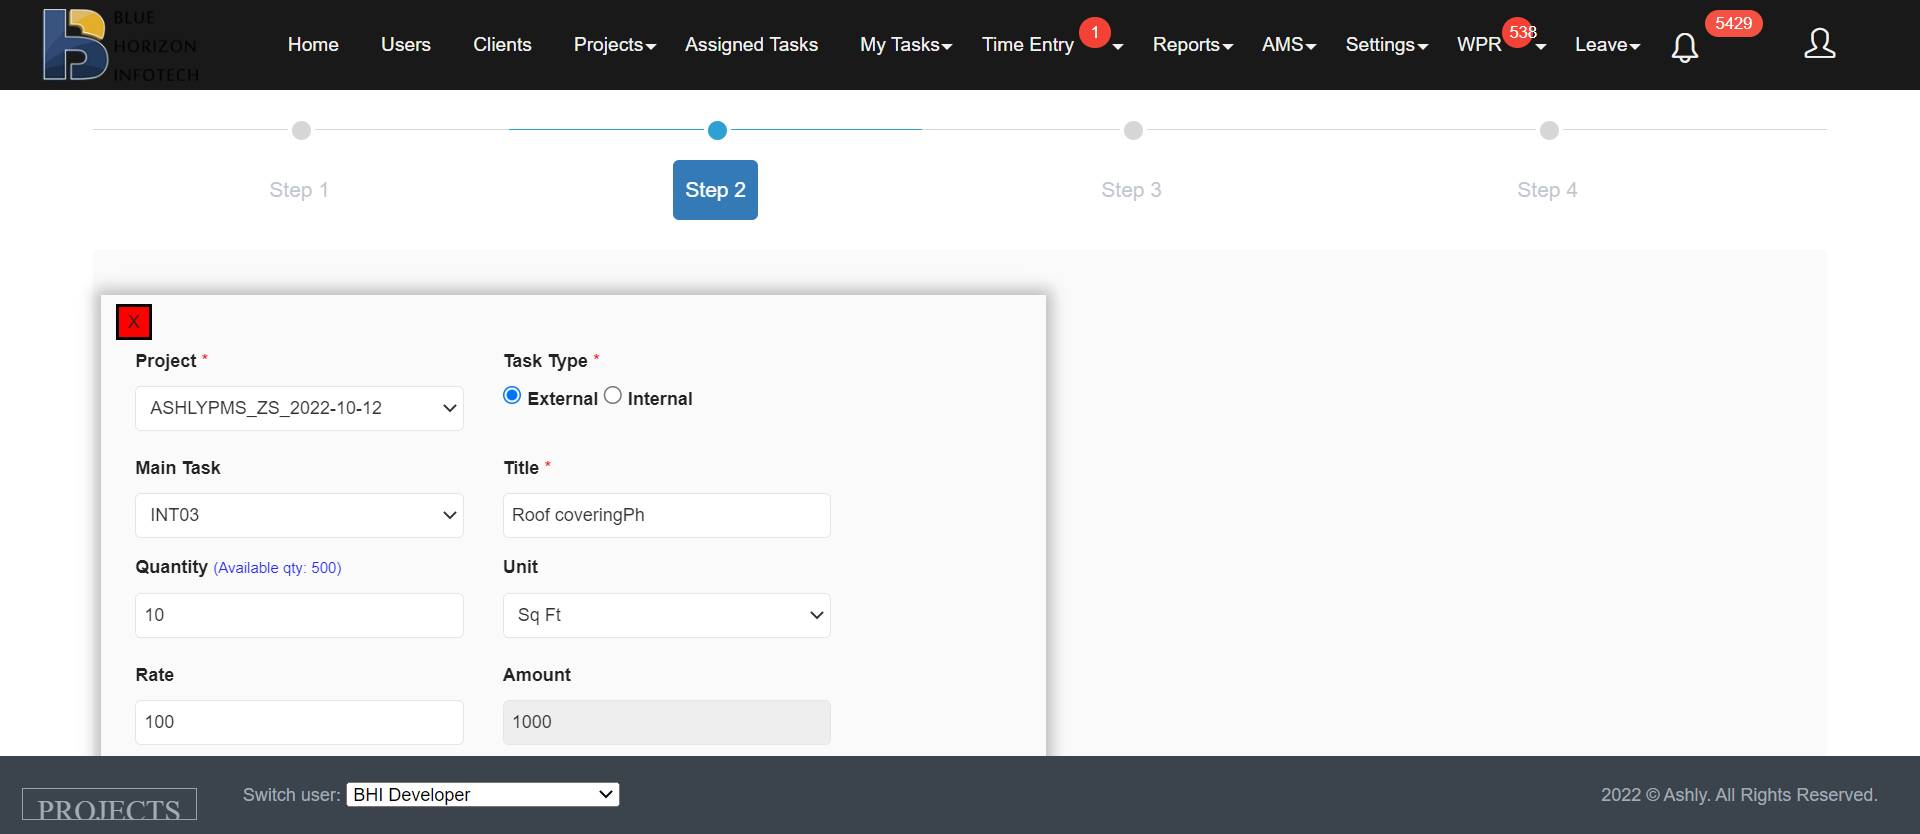 BLUE
HORIZON
INFOTECH
Home Users Clients Projects Assigned Tasks My Tasks Time Entry 1 Reports AMS Settings WPR 538 Leave 5429
Step 1 Step 2 Step 3 Step 4
X
Project * Task Type *
ASHLYPMS_ZS_2022-10-12 External Internal
Main Task Title *
INT03 Roof coveringPh
Quantity (Available qty: 500) Unit
10 Sq Ft
Rate Amount
100 1000
PROJECTS Switch user: BHI Developer 2022 © Ashly. All Rights Reserved.